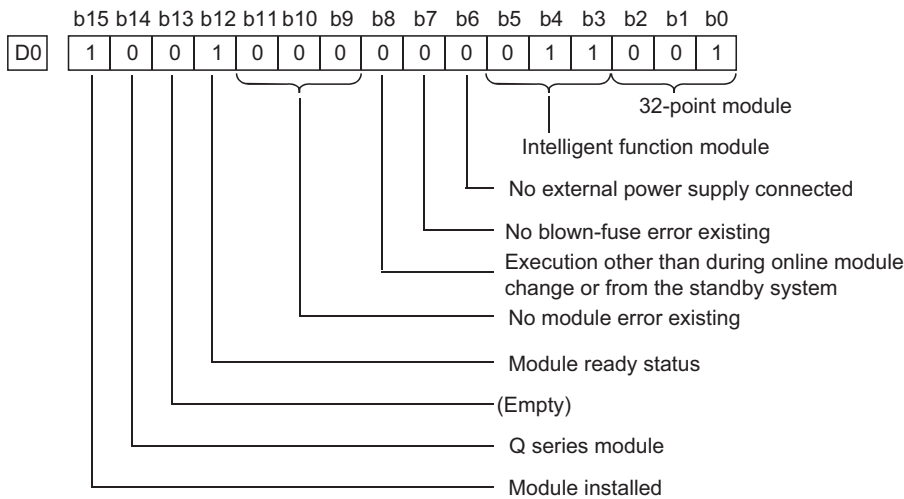 b15 b14 b13 b12 b11 b10 b9 b8 b7 b6 b5 b4 b3 b2 b1 b0
D0 1 0 0 1 0 0 0 0 0 0 0 1 1 0 0 1
32-point module
Intelligent function module
No external power supply connected
No blown-fuse error existing
Execution other than during online module
change or from the standby system
No module error existing
Module ready status
(Empty)
Q series module
Module installed